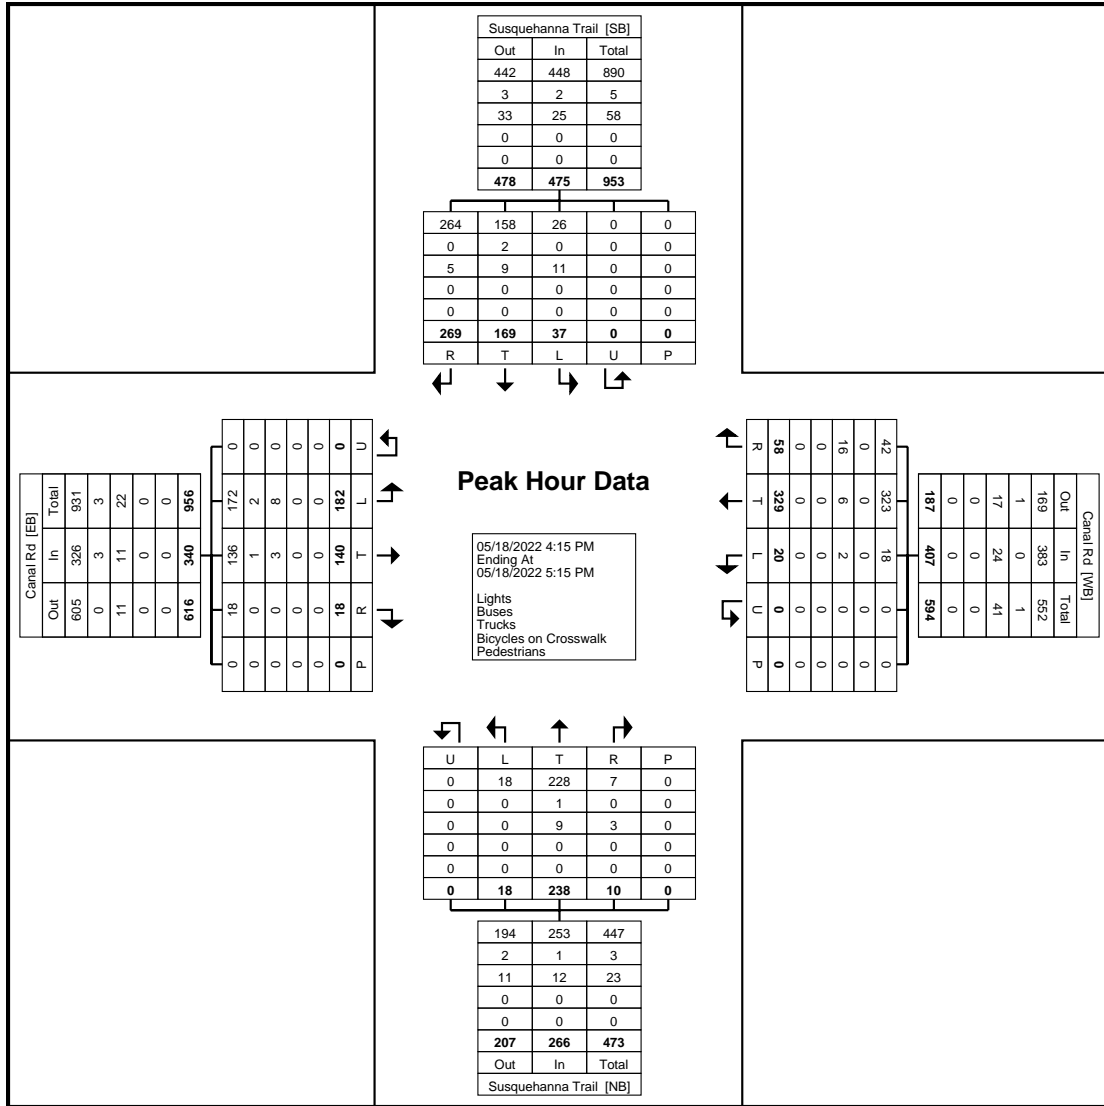 Susquehanna Trail [SB]
Out In Total
442 448 890
3 2 5
33 25 58
0 0 0
0 0 0
478 475 953
264 158 26 0 0
0 2 0 0 0
5 9 11 0 0
0 0 0 0 0
0 0 0 0 0
269 169 37 0 0
R T L U P
Canal Rd [EB]
Out In Total
605 326 931
0 3 3
11 11 22
0 0 0
0 0 0
616 340 956
0 172 136 18 0
0 2 1 0 0
0 8 3 0 0
0 0 0 0 0
0 0 0 0 0
0 182 140 18 0
U L T R P
Peak Hour Data
05/18/2022 4:15 PM
Ending At
05/18/2022 5:15 PM
Lights
Buses
Trucks
Bicycles on Crosswalk
Pedestrians
R T L U P
58 329 20 0 0
0 0 0 0 0
0 0 0 0 0
16 6 2 0 0
0 0 0 0 0
42 323 18 0 0
Canal Rd [WB]
Out In Total
169 383 552
1 0 1
17 24 41
0 0 0
0 0 0
187 407 594
U L T R P
0 18 228 7 0
0 0 1 0 0
0 0 9 3 0
0 0 0 0 0
0 0 0 0 0
0 18 238 10 0
194 253 447
2 1 3
11 12 23
0 0 0
0 0 0
207 266 473
Out In Total
Susquehanna Trail [NB]